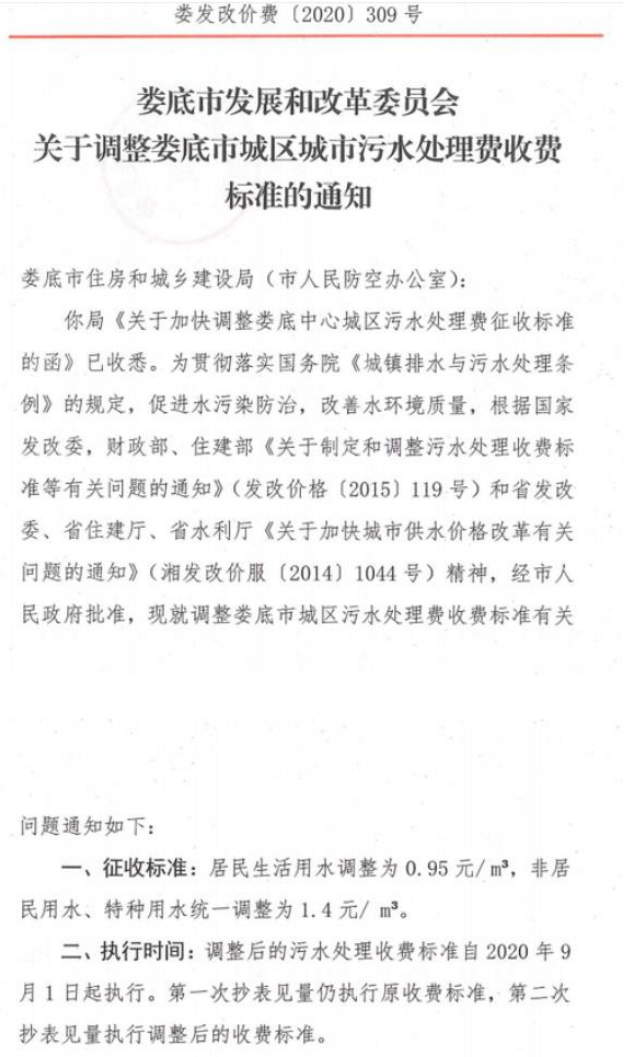 娄发改价费〔2020〕309号
娄底市发展和改革委员会
关于调整娄底市城区城市污水处理费收费
标准的通知
娄底市住房和城乡建设局（市人民防空办公室）：
你局《关于加快调整娄底中心城区污水处理费征收标准
的函》已收悉。为贯彻落实国务院《城镇排水与污水处理条
例》的规定，促进水污染防治，改善水环境质量，根据国家
发改委，财政部、住建部《关于制定和调整污水处理收费标
准等有关问题的通知》（发改价格〔2015〕119号）和省发改
委、省住建厅、省水利厅《关于加快城市供水价格改革有关
问题的通知》（湘发改价服〔2014〕1044号）精神，经市人
民政府批准，现就调整娄底市城区污水处理费收费标准有关
问题通知如下：
一、征收标准：居民生活用水调整为0.95元/m³，非居
民用水、特种用水统一调整为1.4元/m³。
二、执行时间：调整后的污水处理收费标准自2020年9
月1日起执行。第一次抄表见量仍执行原收费标准，第二次
抄表见量执行调整后的收费标准。